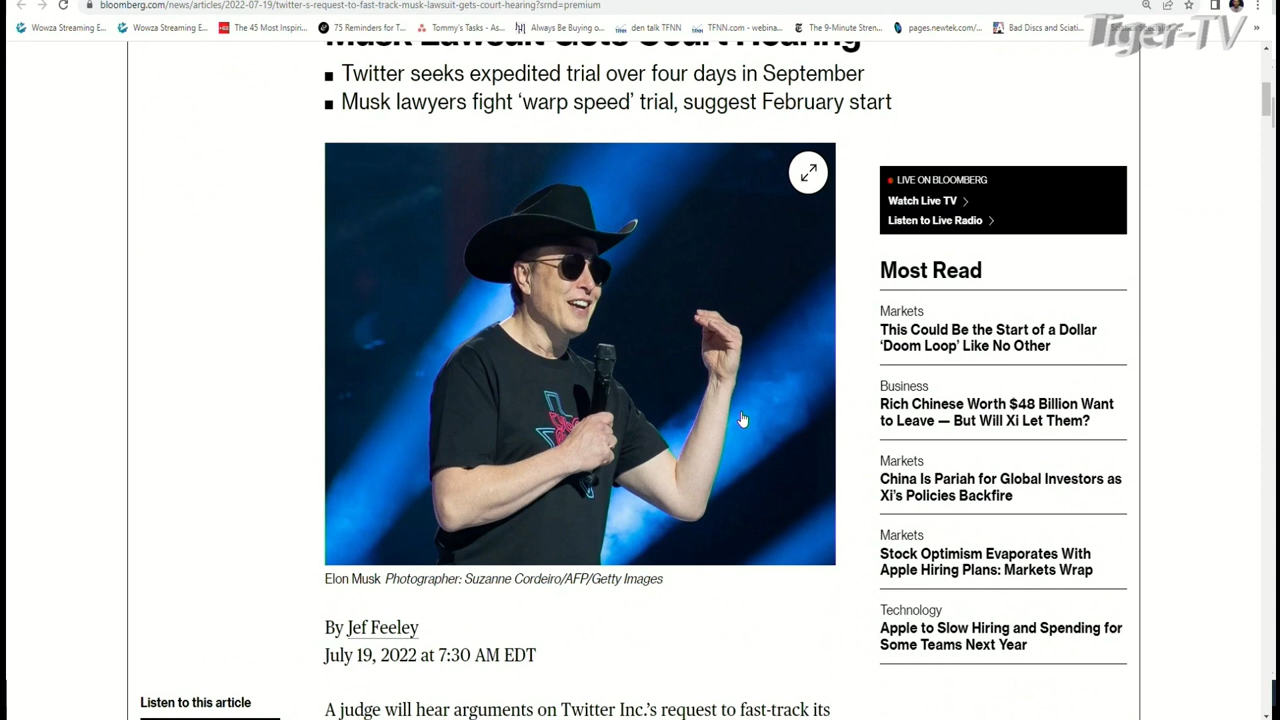 bloomberg.com/news/articles/2022-07-19/twitter-s-request-to-fast-track-musk-lawsuit-gets-court-hearing?srnd=premium
Wowza Streaming E...
Wowza Streaming E...
The 45 Most Inspiri...
75 Reminders for T...
Tommy's Tasks - As...
Always Be Buying o...
den talk TFNN
TFNN.com - webina...
The 9-Minute Stren...
pages.newtek.com/...
Bad Discs and Sciati...
Tiger-TV
Musk Lawsuit Gets Court Hearing
Twitter seeks expedited trial over four days in September
Musk lawyers fight ‘warp speed’ trial, suggest February start
LIVE ON BLOOMBERG
Watch Live TV
Listen to Live Radio
Most Read
Markets
This Could Be the Start of a Dollar
‘Doom Loop’ Like No Other
Business
Rich Chinese Worth $48 Billion Want
to Leave — But Will Xi Let Them?
Markets
China Is Pariah for Global Investors as
Xi’s Policies Backfire
Markets
Stock Optimism Evaporates With
Apple Hiring Plans: Markets Wrap
Technology
Apple to Slow Hiring and Spending for
Some Teams Next Year
Elon Musk Photographer: Suzanne Cordeiro/AFP/Getty Images
By Jef Feeley
July 19, 2022 at 7:30 AM EDT
Listen to this article
A judge will hear arguments on Twitter Inc.’s request to fast-track its